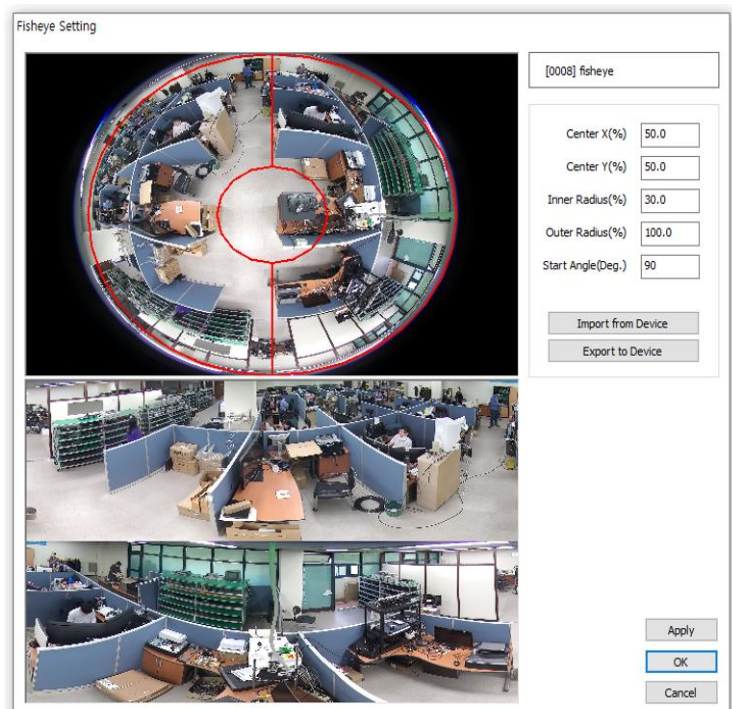 Fisheye Setting
[0008] fisheye
Center X(%) 50.0
Center Y(%) 50.0
Inner Radius(%) 30.0
Outer Radius(%) 100.0
Start Angle(Deg.) 90
Import from Device
Export to Device
Apply
OK
Cancel